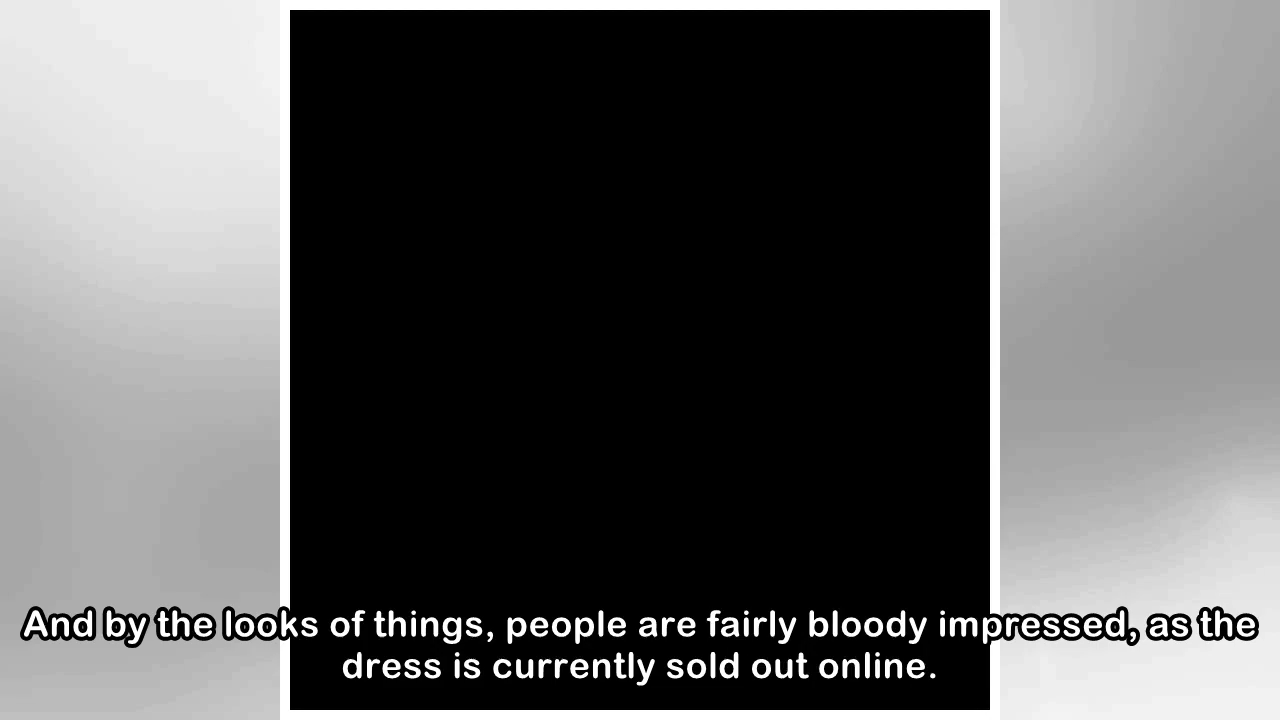 And by the looks of things, people are fairly bloody impressed, as the
dress is currently sold out online.